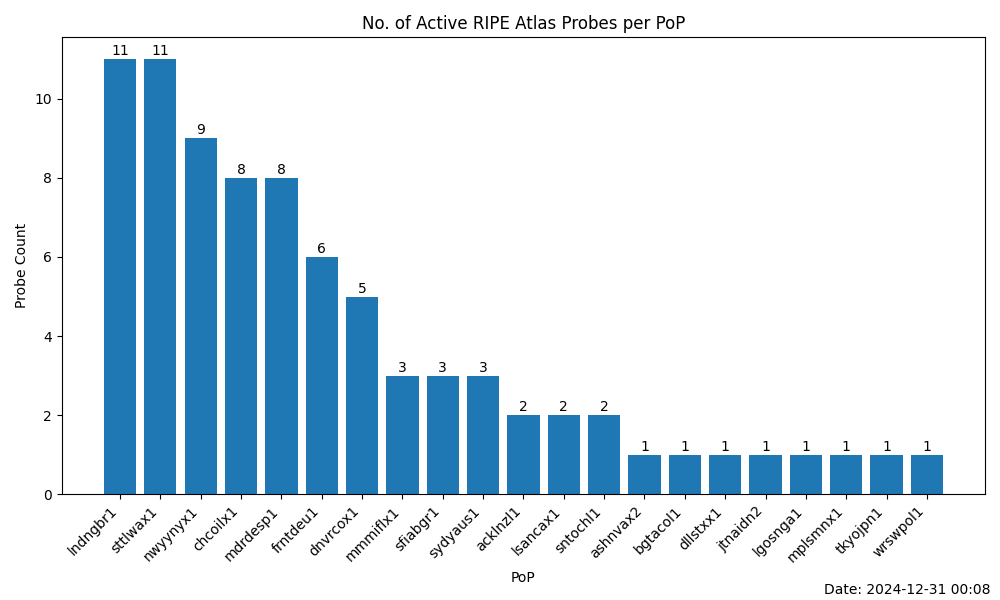 No. of Active RIPE Atlas Probes per PoP
Probe Count
10
8
6
4
2
0
11
11
9
8
8
6
5
3
3
3
2
2
2
1
1
1
1
1
1
1
1
lndngbr1
sttlwax1
nwyynyx1
chcoilx1
mdrdesp1
frntdeu1
dnvrcox1
mmmiflx1
sfiabgr1
sydyaus1
acklnzl1
lsancax1
sntochl1
ashnvax2
bgtacol1
dllstxx1
jtnaidn2
lgosnga1
mplsmnx1
tkyojpn1
wrswpol1
PoP
Date: 2024-12-31 00:08